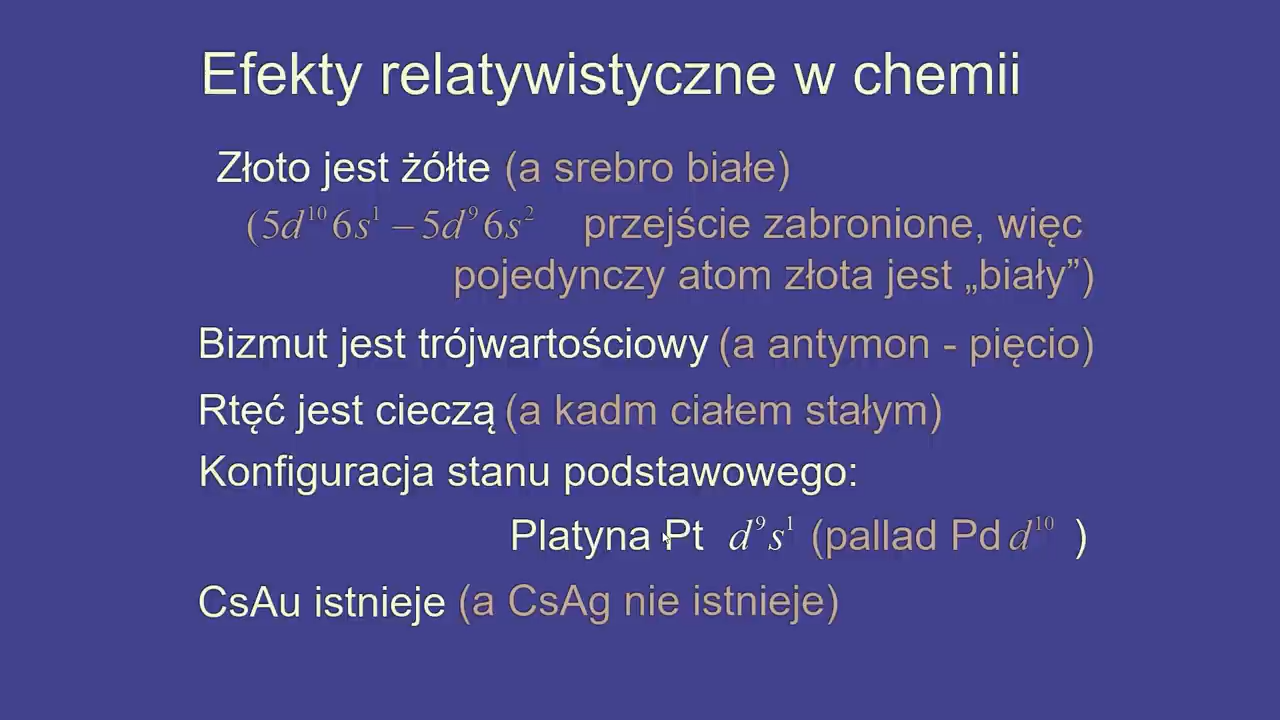 Efekty relatywistyczne w chemii
Złoto jest żółte (a srebro białe)
(5d¹⁰6s¹ – 5d⁹6s² przejście zabronione, więc
pojedynczy atom złota jest „biały”)
Bizmut jest trójwartościowy (a antymon - pięcio)
Rtęć jest cieczą (a kadm ciałem stałym)
Konfiguracja stanu podstawowego:
Platyna Pt d⁹s¹ (pallad Pd d¹⁰ )
CsAu istnieje (a CsAg nie istnieje)